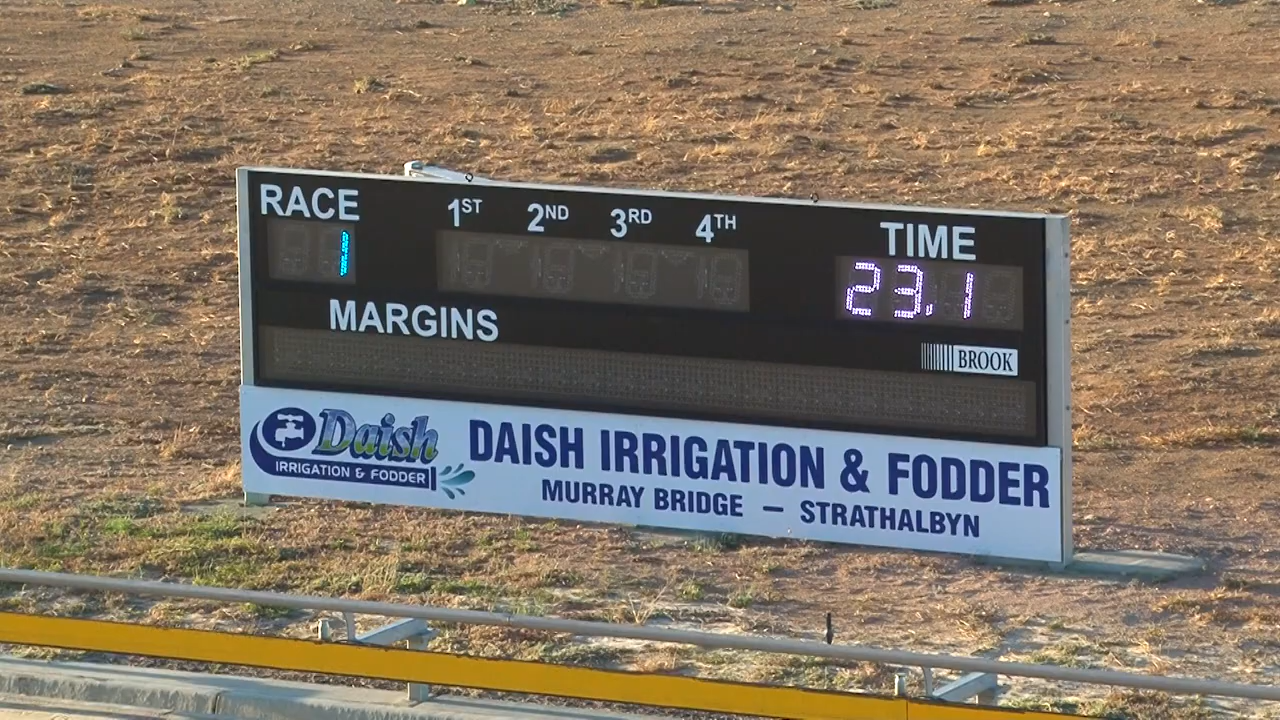 RACE 1ST 2ND 3RD 4TH TIME
1 23.1
MARGINS
BROOK
Daish
IRRIGATION & FODDER
DAISH IRRIGATION & FODDER
MURRAY BRIDGE – STRATHALBYN